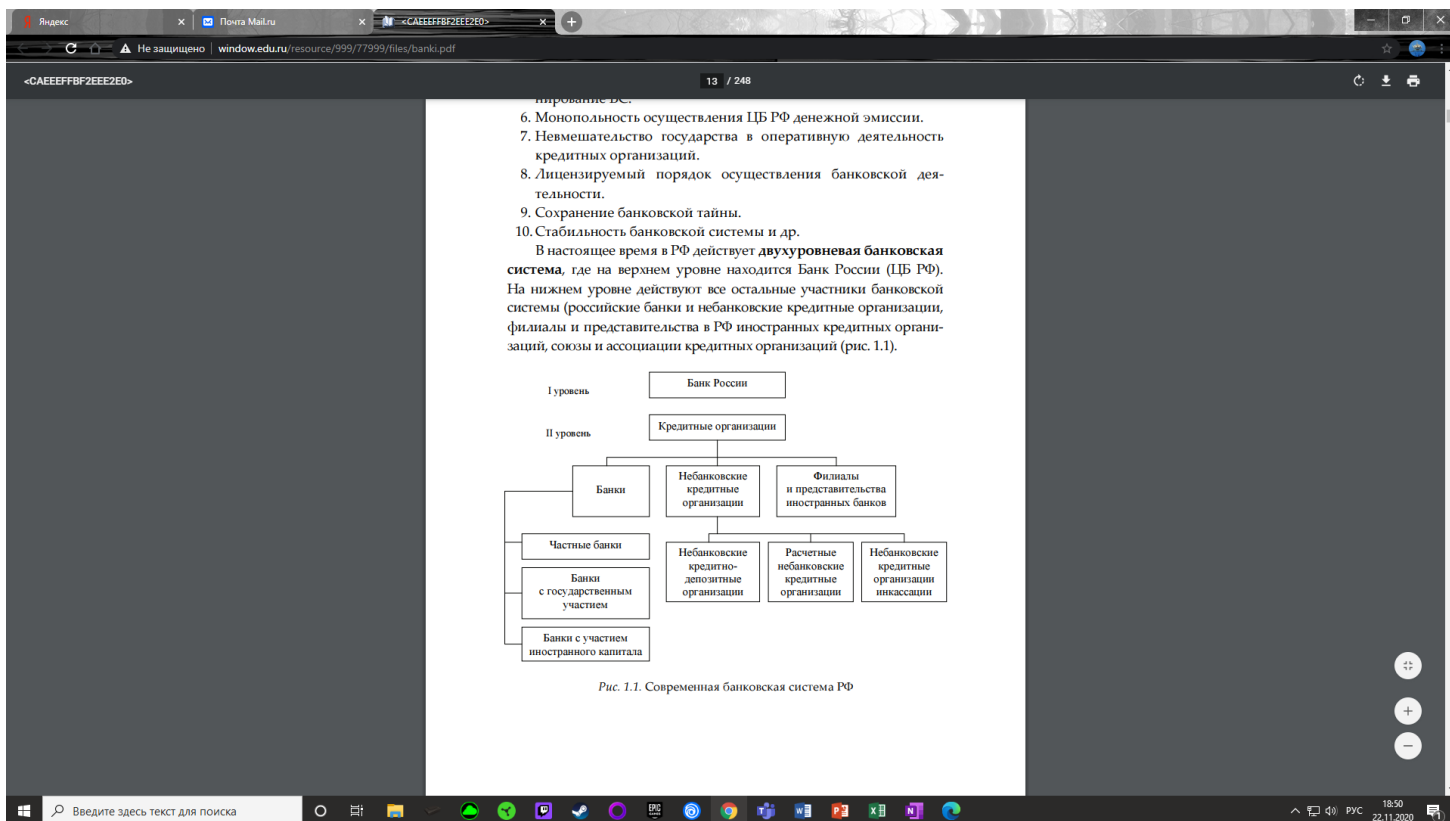 Яндекс
Почта Mail.ru
<CAEEEFFBF2EEE2E0>
Не защищено | window.edu.ru/resource/999/77999/files/banki.pdf
<CAEEEFFBF2EEE2E0>
13 / 248
нирование БС.
6. Монопольность осуществления ЦБ РФ денежной эмиссии.
7. Невмешательство государства в оперативную деятельность
кредитных организаций.
8. Лицензируемый порядок осуществления банковской дея-
тельности.
9. Сохранение банковской тайны.
10. Стабильность банковской системы и др.
В настоящее время в РФ действует двухуровневая банковская
система, где на верхнем уровне находится Банк России (ЦБ РФ).
На нижнем уровне действуют все остальные участники банковской
системы (российские банки и небанковские кредитные организации,
филиалы и представительства в РФ иностранных кредитных органи-
заций, союзы и ассоциации кредитных организаций (рис. 1.1).
I уровень
Банк России
II уровень
Кредитные организации
Банки
Небанковские
кредитные
организации
Филиалы
и представительства
иностранных банков
Частные банки
Банки
с государственным
участием
Банки с участием
иностранного капитала
Небанковские
кредитно-
депозитные
организации
Расчетные
небанковские
кредитные
организации
Небанковские
кредитные
организации
инкассации
Рис. 1.1. Современная банковская система РФ
Введите здесь текст для поиска
EPIC
GAMES
РУС
18:50
22.11.2020